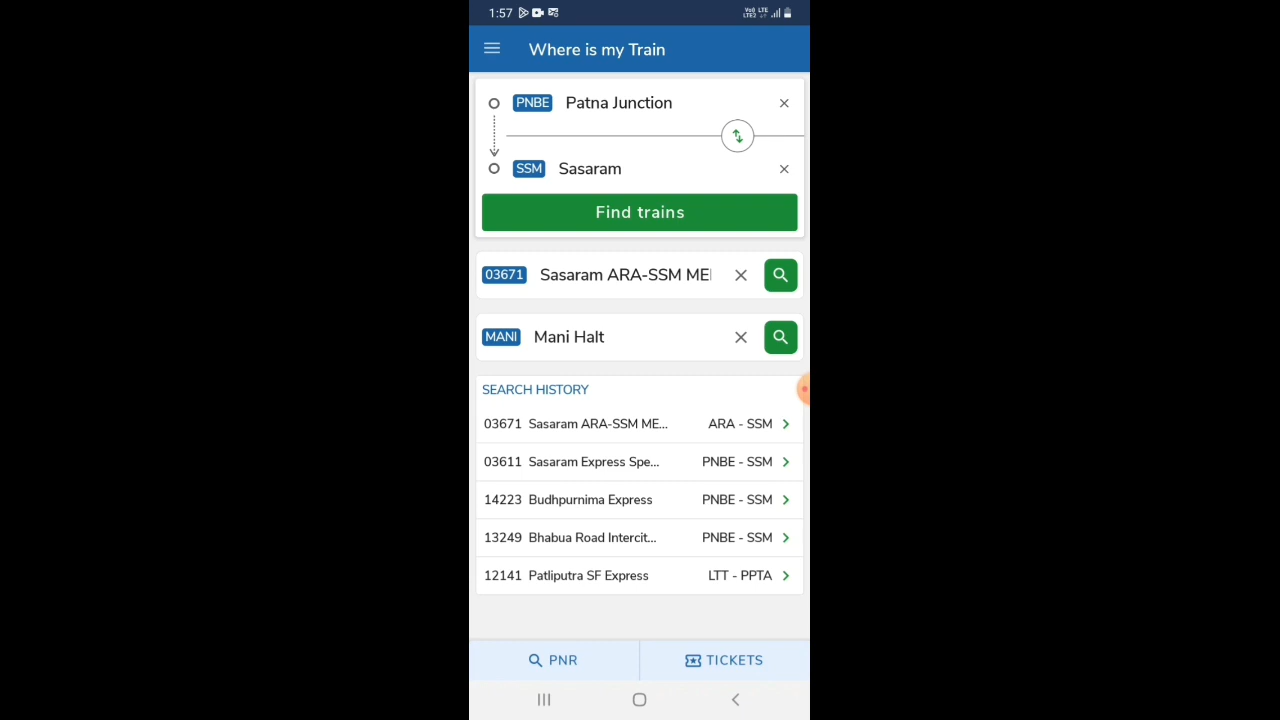 1:57
Where is my Train
PNBE Patna Junction
SSM Sasaram
Find trains
03671 Sasaram ARA-SSM ME
MANI Mani Halt
SEARCH HISTORY
03671 Sasaram ARA-SSM ME... ARA - SSM
03611 Sasaram Express Spe... PNBE - SSM
14223 Budhpurnima Express PNBE - SSM
13249 Bhabua Road Intercit... PNBE - SSM
12141 Patliputra SF Express LTT - PPTA
PNR TICKETS